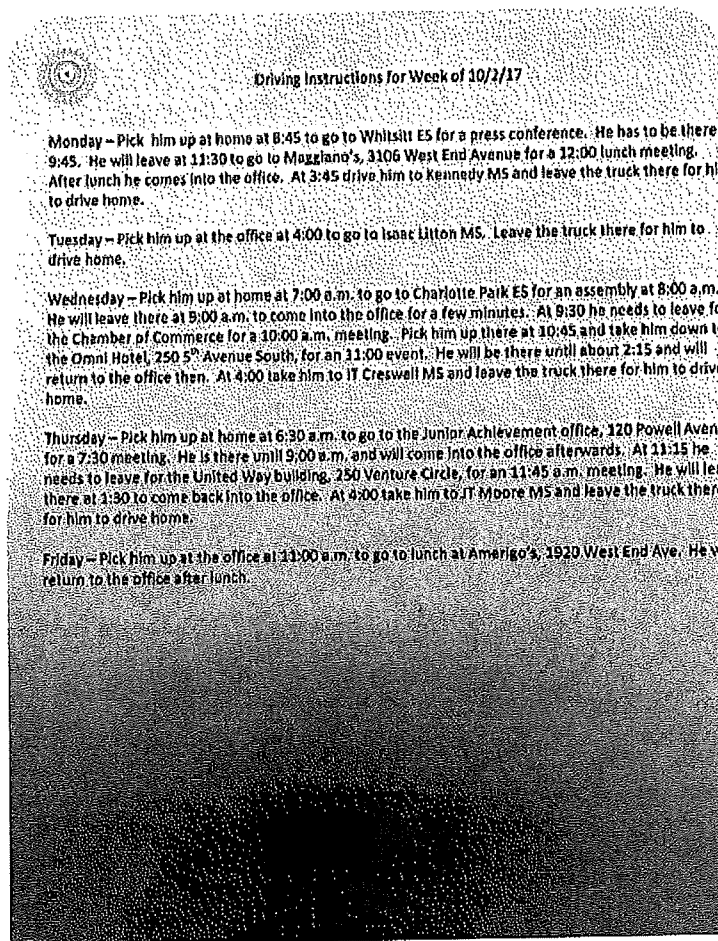 Driving Instructions for Week of 10/2/17
Monday – Pick him up at home at 8:45 to go to Whitsitt ES for a press conference. He has to be there
9:45. He will leave at 11:30 to go to Maggiano's, 3106 West End Avenue for a 12:00 lunch meeting.
After lunch he comes into the office. At 3:45 drive him to Kennedy MS and leave the truck there for hi
to drive home.
Tuesday – Pick him up at the office at 4:00 to go to Isaac Litton MS. Leave the truck there for him to
drive home.
Wednesday – Pick him up at home at 7:00 a.m. to go to Charlotte Park ES for an assembly at 8:00 a.m.
He will leave there at 9:00 a.m. to come into the office for a few minutes. At 9:30 he needs to leave fo
the Chamber of Commerce for a 10:00 a.m. meeting. Pick him up there at 10:45 and take him down t
the Omni Hotel, 250 5th Avenue South, for an 11:00 event. He will be there until about 2:15 and will
return to the office then. At 4:00 take him to IT Creswell MS and leave the truck there for him to driv
home.
Thursday – Pick him up at home at 6:30 a.m. to go to the Junior Achievement office, 120 Powell Aven
for a 7:30 meeting. He is there until 9:00 a.m. and will come into the office afterwards. At 11:15 he
needs to leave for the United Way building, 250 Venture Circle, for an 11:45 a.m. meeting. He will lea
there at 1:30 to come back into the office. At 4:00 take him to JT Moore MS and leave the truck ther
for him to drive home.
Friday – Pick him up at the office at 11:00 a.m. to go to lunch at Amerigo's, 1920 West End Ave. He w
return to the office after lunch.